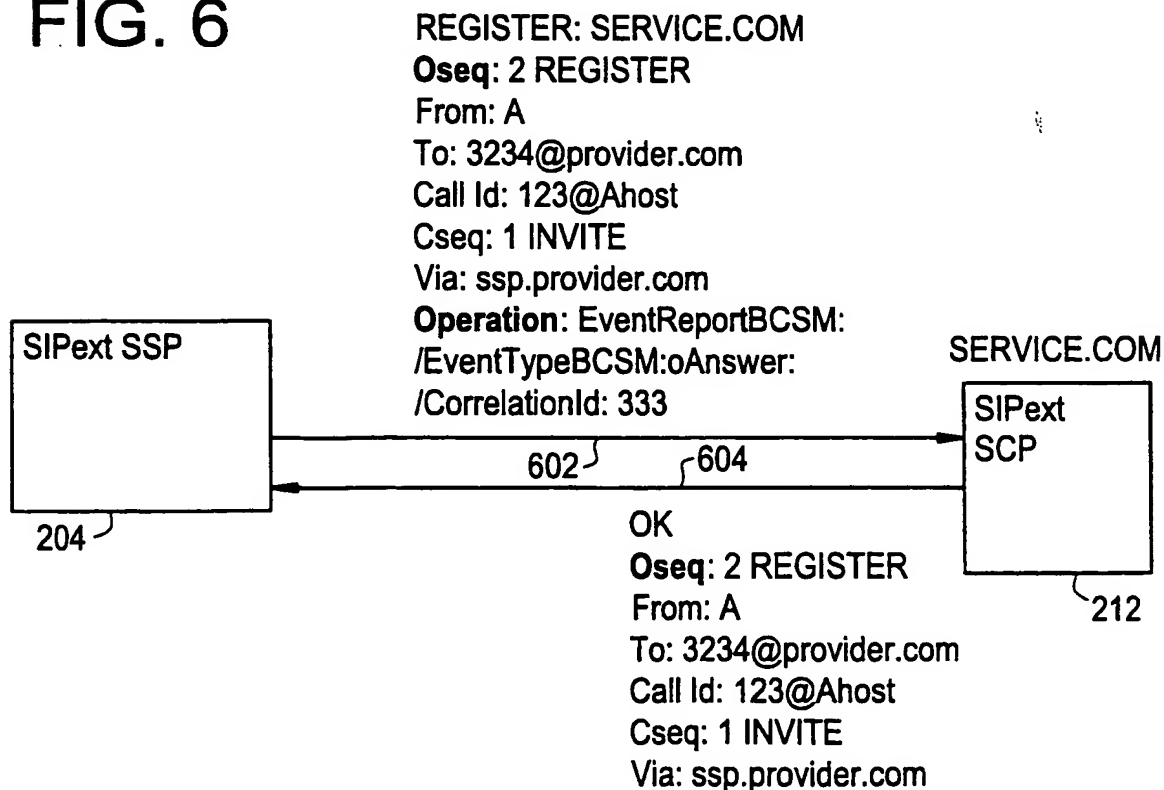 FIG. 6
REGISTER: SERVICE.COM
Oseq: 2 REGISTER
From: A
To: 3234@provider.com
Call Id: 123@Ahost
Cseq: 1 INVITE
Via: ssp.provider.com
Operation: EventReportBCSM:
/EventTypeBCSM:oAnswer:
/CorrelationId: 333
SIPext SSP
204
602
604
SERVICE.COM
SIPext
SCP
212
OK
Oseq: 2 REGISTER
From: A
To: 3234@provider.com
Call Id: 123@Ahost
Cseq: 1 INVITE
Via: ssp.provider.com